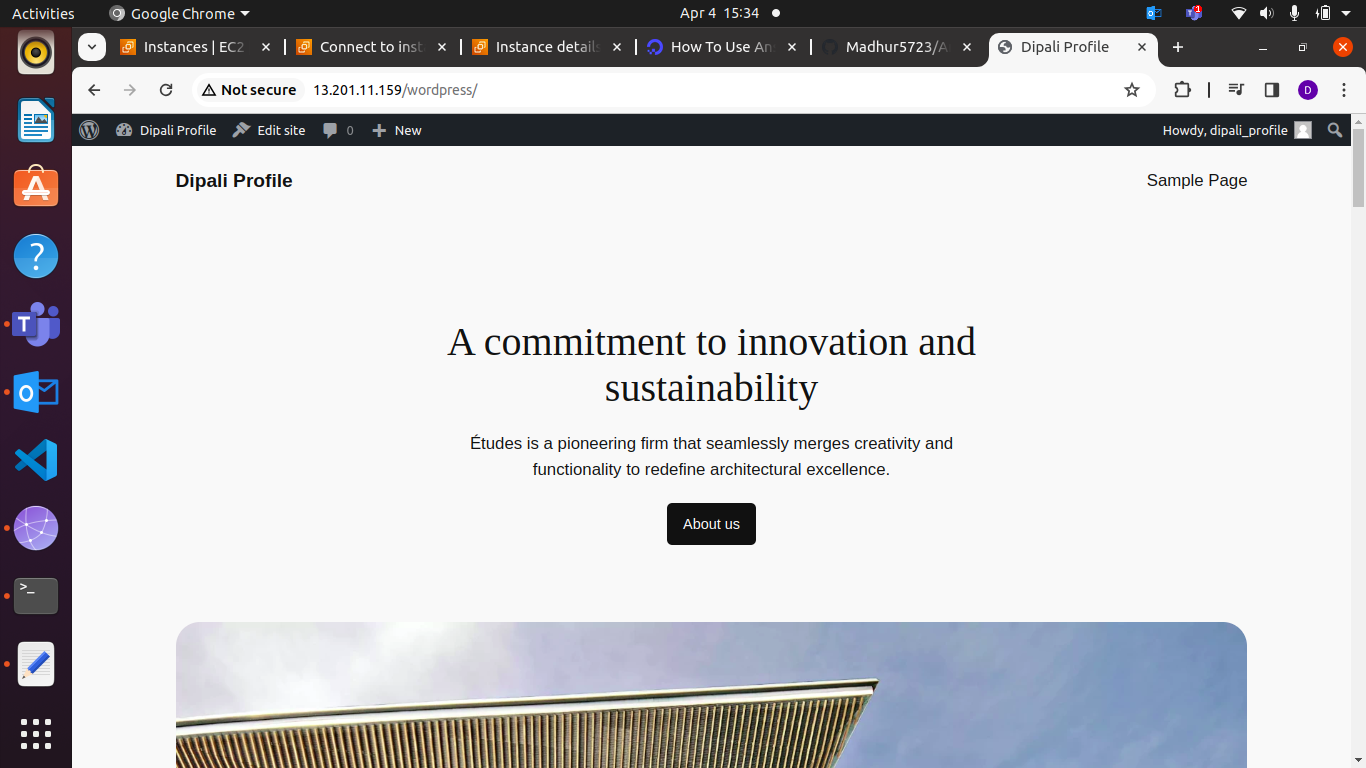 Activities
Google Chrome
Apr 4 15:34
1
Instances | EC2
Connect to inst
Instance details
How To Use An
Madhur5723/A
Dipali Profile
Not secure
13.201.11.159/wordpress/
D
Dipali Profile
Edit site
0
New
Howdy, dipali_profile
Dipali Profile
Sample Page
A commitment to innovation and
sustainability
Études is a pioneering firm that seamlessly merges creativity and
functionality to redefine architectural excellence.
About us